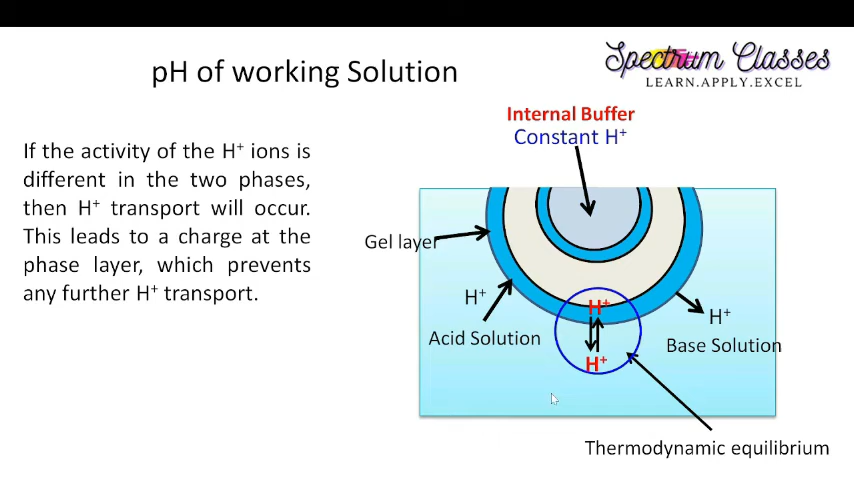 pH of working Solution
Spectrum Classes
LEARN.APPLY.EXCEL
If the activity of the H⁺ ions is
different in the two phases,
then H⁺ transport will occur.
This leads to a charge at the
phase layer, which prevents
any further H⁺ transport.
Internal Buffer
Constant H⁺
Gel layer
H⁺
Acid Solution
H⁺
H⁺
H⁺
Base Solution
Thermodynamic equilibrium